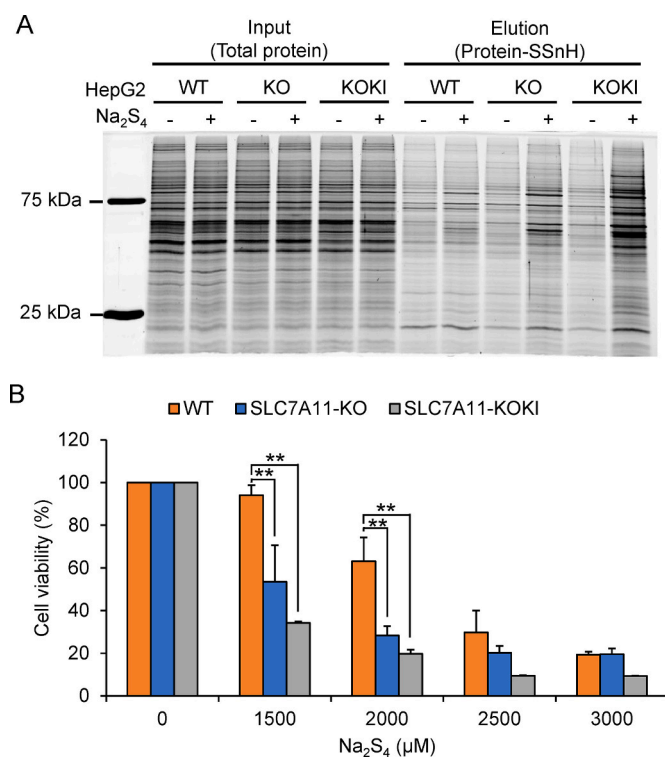 A
Input
(Total protein)
Elution
(Protein-SSnH)
HepG2 WT KO KOKI WT KO KOKI
Na₂S₄ - + - + - + - + - + - +
75 kDa
25 kDa
B
WT SLC7A11-KO SLC7A11-KOKI
120
100
80
60
40
20
0
Cell viability (%)
**
**
**
**
0 1500 2000 2500 3000
Na₂S₄ (µM)